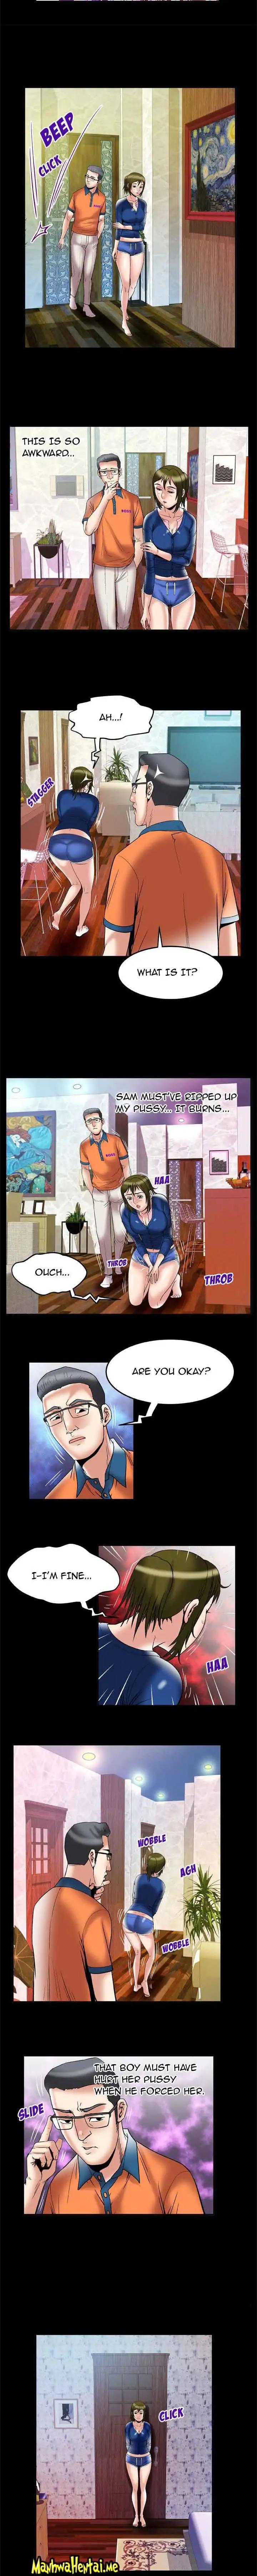 BEEP
CLICK
THIS IS SO
AWKWARD...
AH...!
STAGGER
WHAT IS IT?
SAM MUST'VE RIPPED UP
MY PUSSY... IT BURNS...
HAA
THROB
OUCH...
THROB
ARE YOU OKAY?
I-I'M FINE...
HAA
WOBBLE
AGH
WOBBLE
THAT BOY MUST HAVE
HURT HER PUSSY
WHEN HE FORCED HER.
SLIDE
CLICK
ManhwaHentai.me